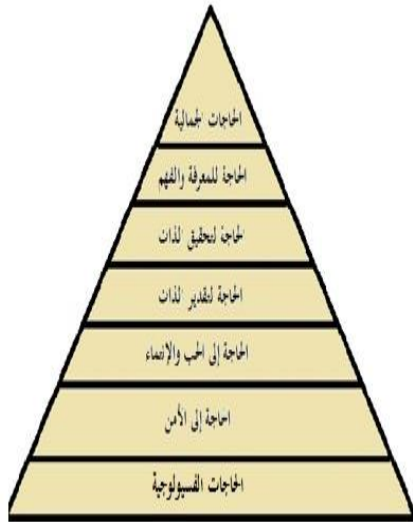 الحاجات الجمالية
الحاجة للمعرفة والفهم
الحاجة لتحقيق الذات
الحاجة لتقدير الذات
الحاجة إلى الحب والإنتماء
الحاجة إلى الأمن
الحاجات الفسيولوجية